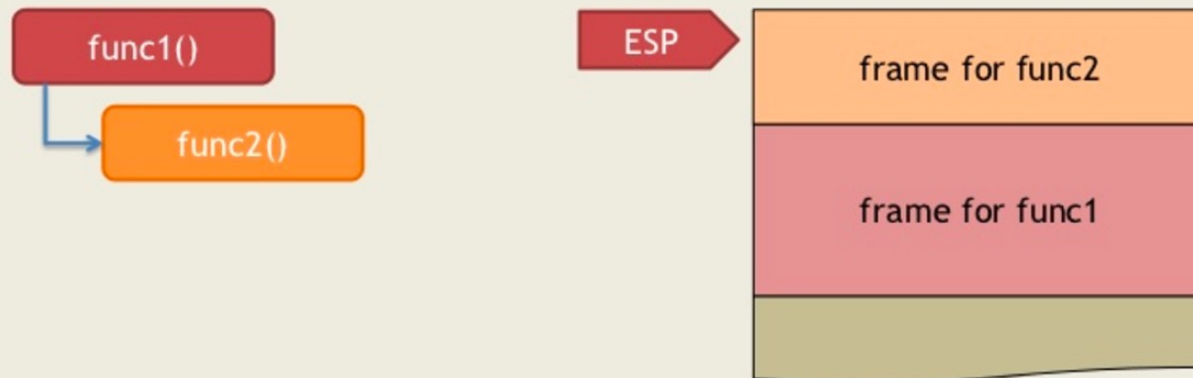 func1()
func2()
ESP
frame for func2
frame for func1